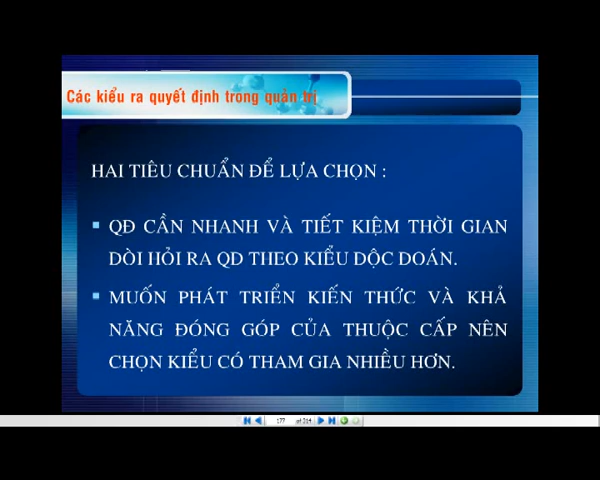 Các kiểu ra quyết định trong quản trị
HAI TIÊU CHUẨN ĐỂ LỰA CHỌN :
QĐ CẦN NHANH VÀ TIẾT KIỆM THỜI GIAN
ĐÒI HỎI RA QĐ THEO KIỂU ĐỘC ĐOÁN.
MUỐN PHÁT TRIỂN KIẾN THỨC VÀ KHẢ
NĂNG ĐÓNG GÓP CỦA THUỘC CẤP NÊN
CHỌN KIỂU CÓ THAM GIA NHIỀU HƠN.
177 of 214